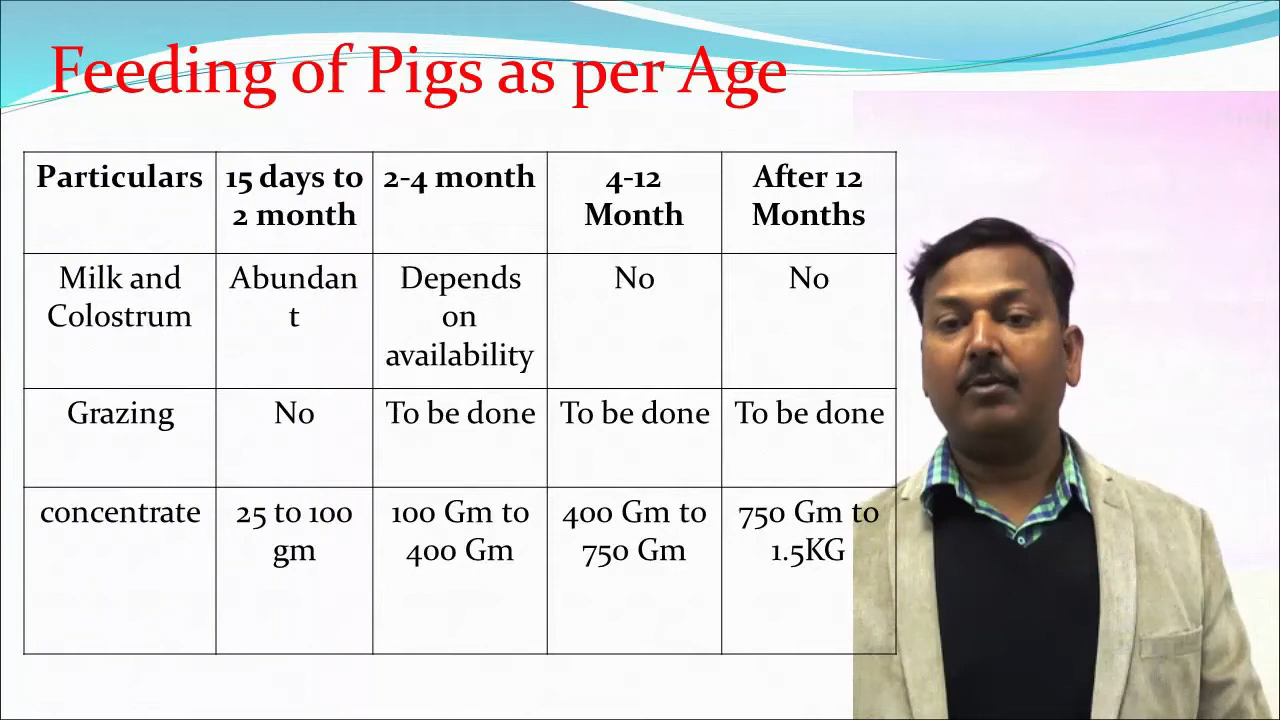 Feeding of Pigs as per Age
Particulars
15 days to
2 month
2-4 month
4-12
Month
After 12
Months
Milk and
Colostrum
Abundan
t
Depends
on
availability
No
No
Grazing
No
To be done
To be done
To be done
concentrate
25 to 100
gm
100 Gm to
400 Gm
400 Gm to
750 Gm
750 Gm to
1.5KG